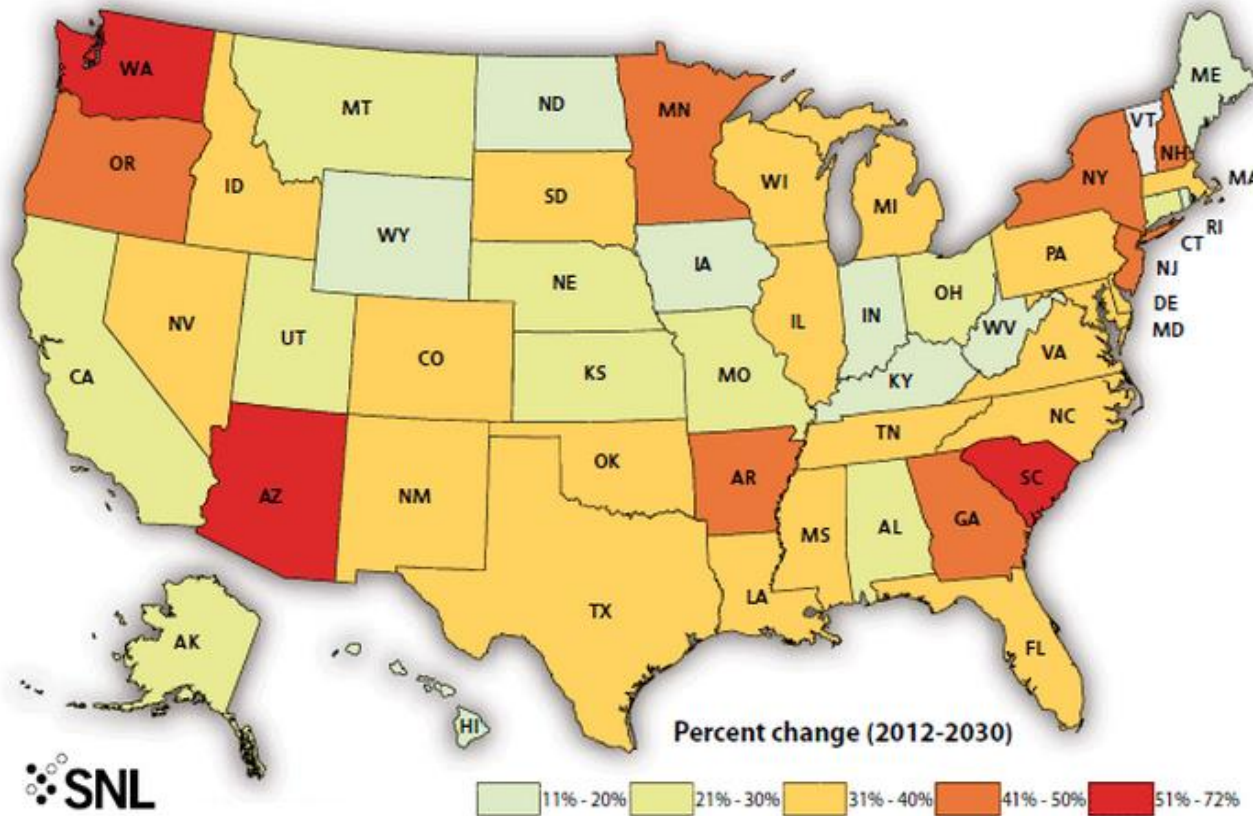 WA
MT
ND
MN
ME
VT
NH
OR
ID
SD
WI
MI
NY
MA
WY
RI
CT
IA
PA
NJ
NE
OH
DE
NV
UT
IL
IN
WV
MD
CA
CO
KS
MO
KY
VA
TN
NC
AZ
NM
OK
AR
SC
MS
AL
GA
TX
LA
AK
FL
HI
Percent change (2012-2030)
SNL
11% - 20% 21% - 30% 31% - 40% 41% - 50% 51% - 72%